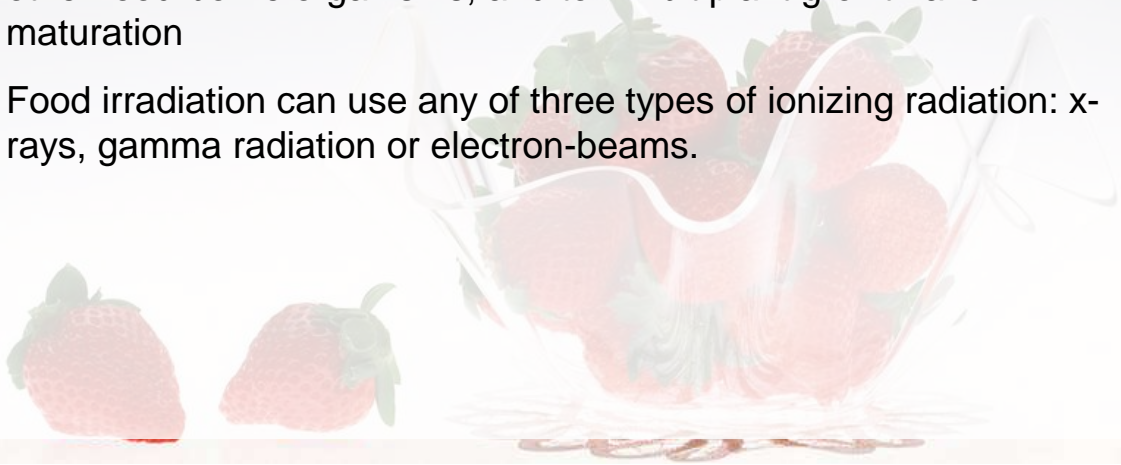 maturation
Food irradiation can use any of three types of ionizing radiation: x-
rays, gamma radiation or electron-beams.